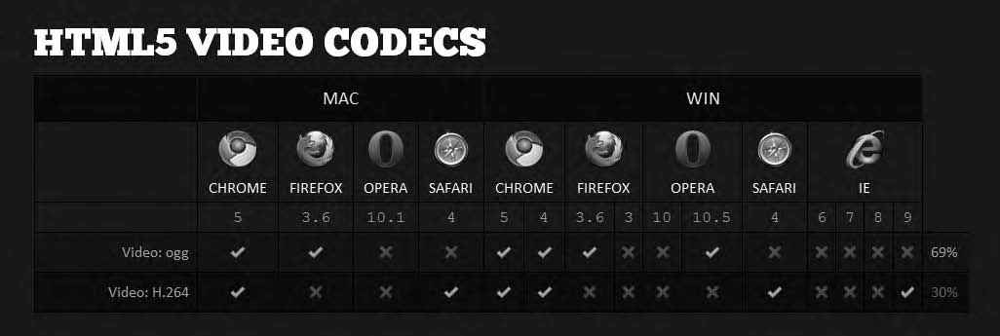 HTML5 VIDEO CODECS
MAC WIN
CHROME FIREFOX OPERA SAFARI CHROME FIREFOX OPERA SAFARI IE
5 3.6 10.1 4 5 4 3.6 3 10 10.5 4 6 7 8 9
Video: ogg 69%
Video: H.264 30%